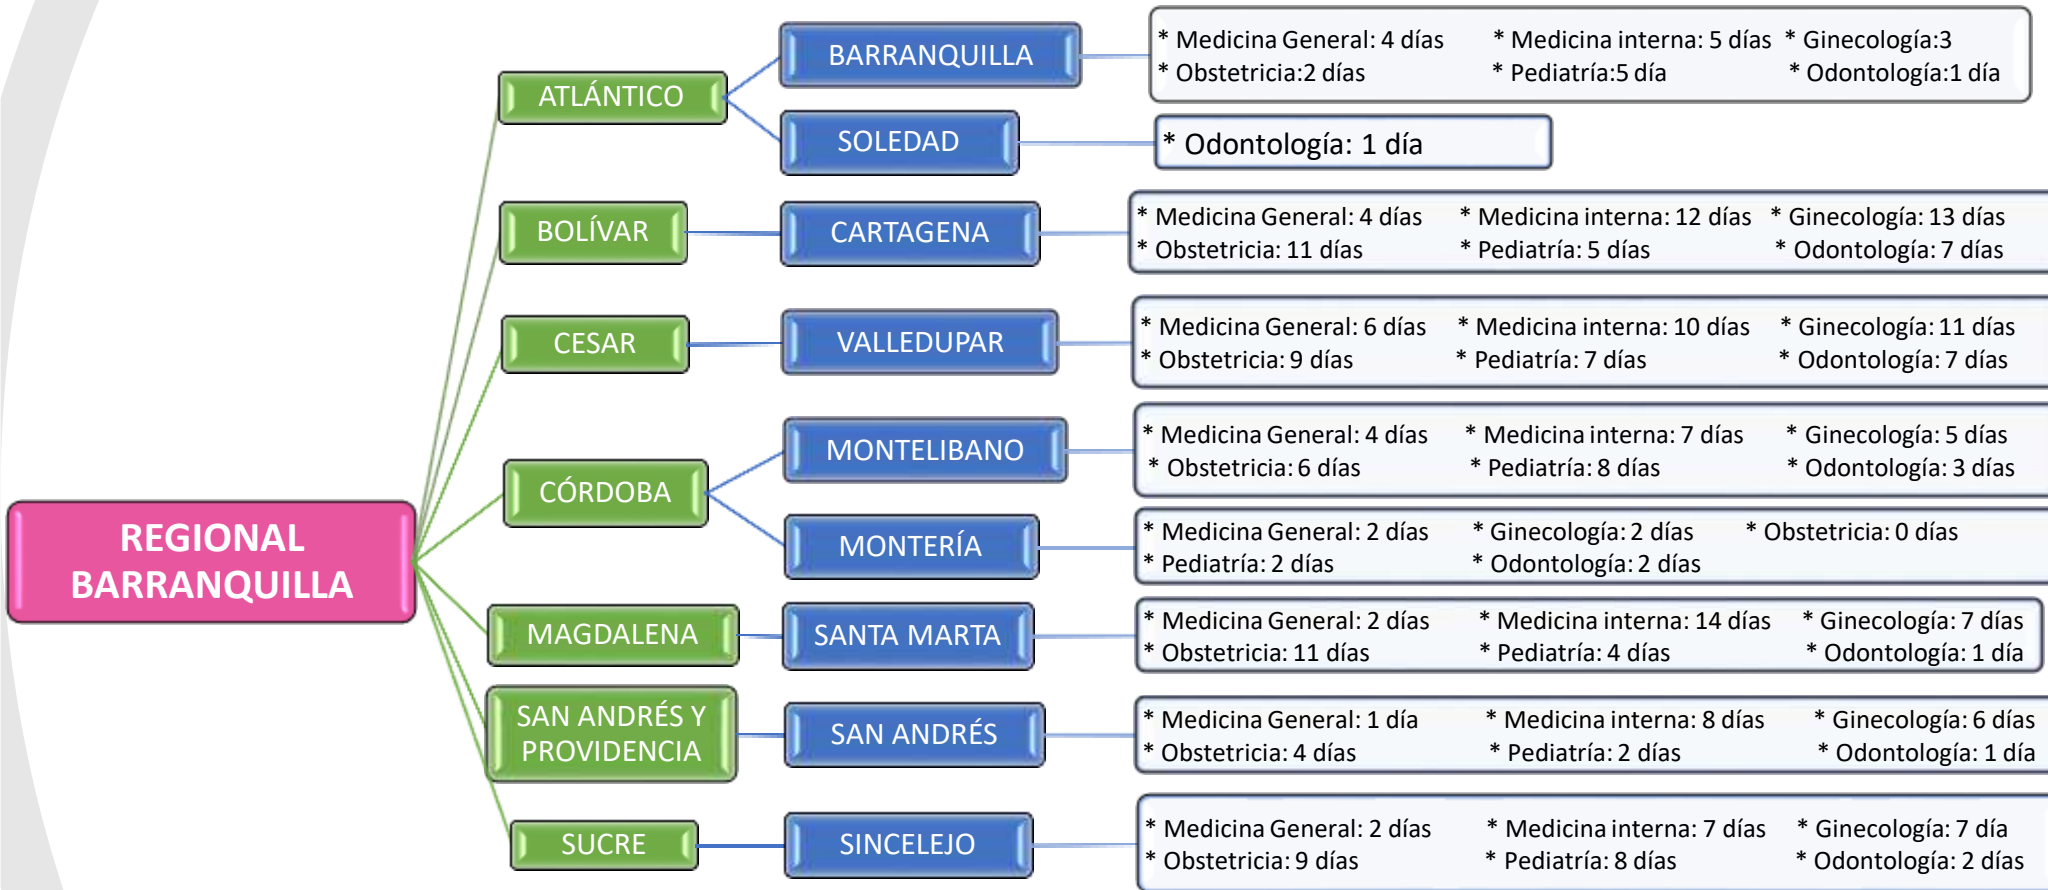 REGIONAL
BARRANQUILLA
ATLÁNTICO
BARRANQUILLA
* Medicina General: 4 días * Medicina interna: 5 días * Ginecología:3
* Obstetricia:2 días * Pediatría:5 día * Odontología:1 día
SOLEDAD
* Odontología: 1 día
BOLÍVAR
CARTAGENA
* Medicina General: 4 días * Medicina interna: 12 días * Ginecología: 13 días
* Obstetricia: 11 días * Pediatría: 5 días * Odontología: 7 días
CESAR
VALLEDUPAR
* Medicina General: 6 días * Medicina interna: 10 días * Ginecología: 11 días
* Obstetricia: 9 días * Pediatría: 7 días * Odontología: 7 días
CÓRDOBA
MONTELIBANO
* Medicina General: 4 días * Medicina interna: 7 días * Ginecología: 5 días
* Obstetricia: 6 días * Pediatría: 8 días * Odontología: 3 días
MONTERÍA
* Medicina General: 2 días * Ginecología: 2 días * Obstetricia: 0 días
* Pediatría: 2 días * Odontología: 2 días
MAGDALENA
SANTA MARTA
* Medicina General: 2 días * Medicina interna: 14 días * Ginecología: 7 días
* Obstetricia: 11 días * Pediatría: 4 días * Odontología: 1 día
SAN ANDRÉS Y
PROVIDENCIA
SAN ANDRÉS
* Medicina General: 1 día * Medicina interna: 8 días * Ginecología: 6 días
* Obstetricia: 4 días * Pediatría: 2 días * Odontología: 1 día
SUCRE
SINCELEJO
* Medicina General: 2 días * Medicina interna: 7 días * Ginecología: 7 día
* Obstetricia: 9 días * Pediatría: 8 días * Odontología: 2 días